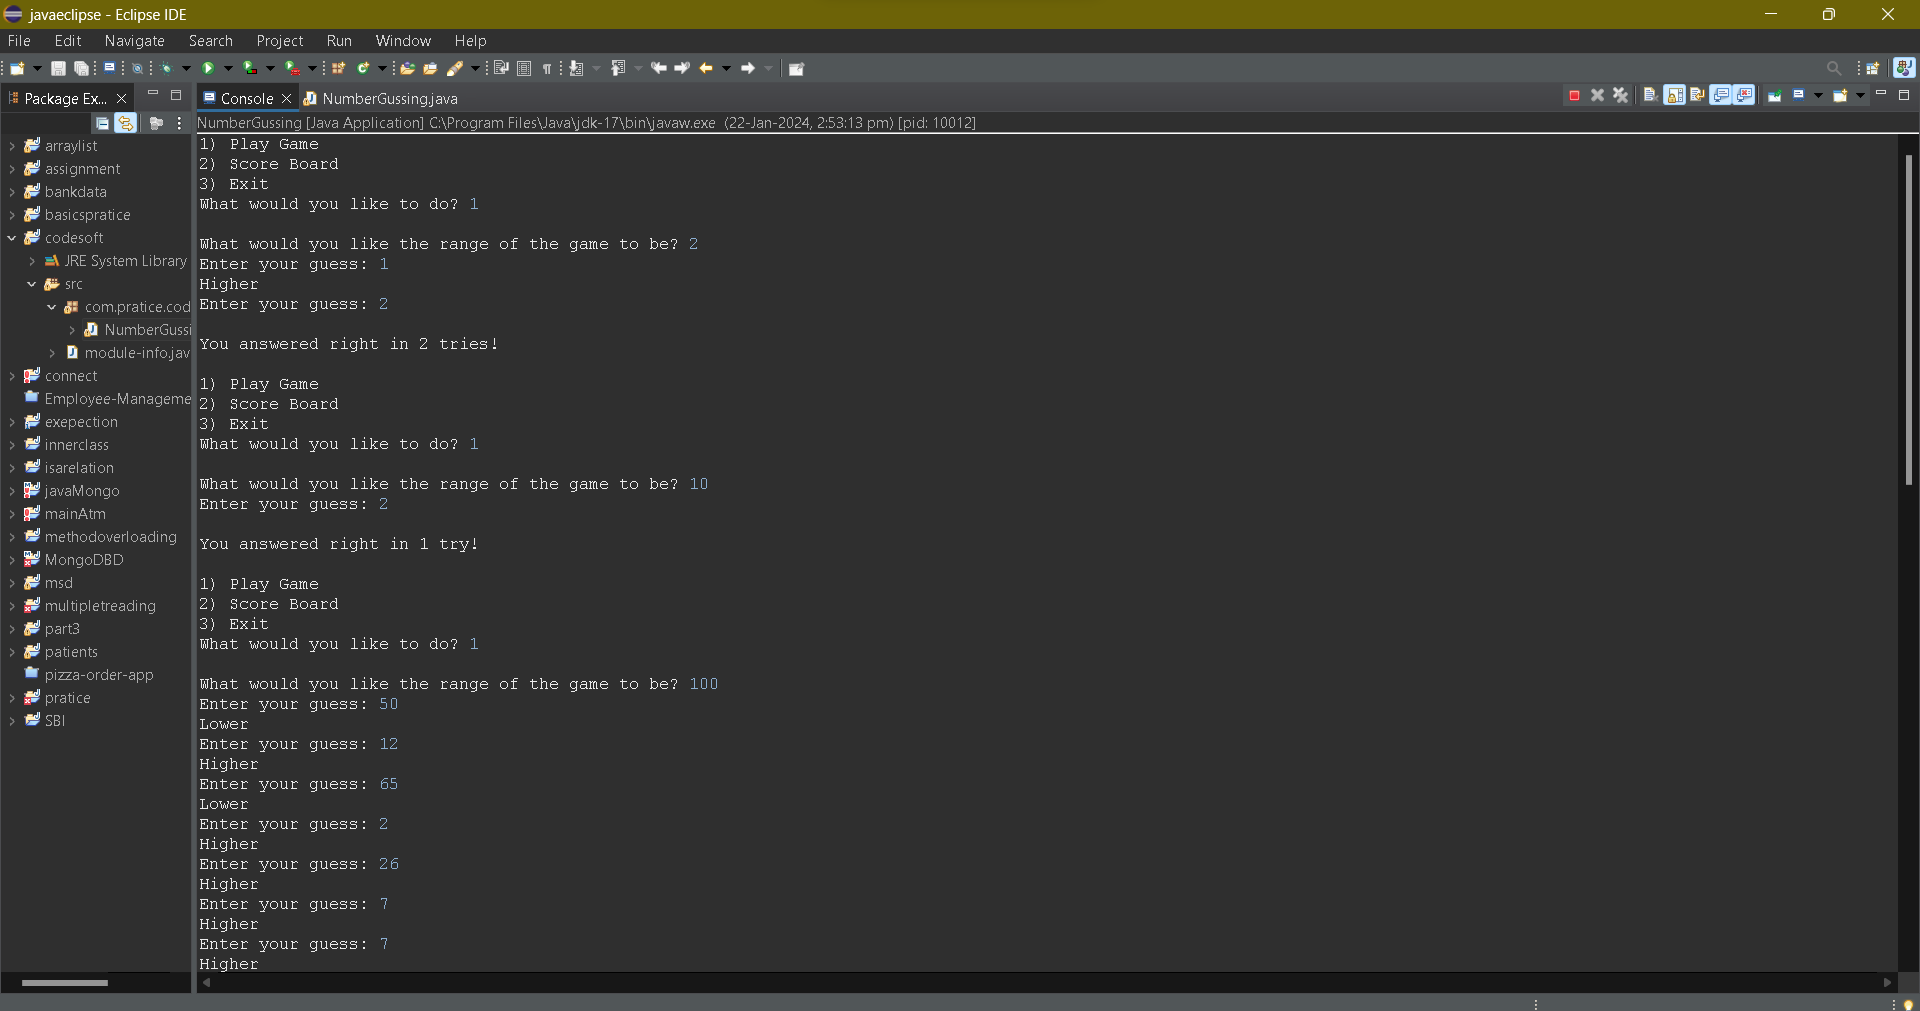 javaeclipse - Eclipse IDE
File Edit Navigate Search Project Run Window Help
Package Ex... Console NumberGussing.java
NumberGussing [Java Application] C:\Program Files\Java\jdk-17\bin\javaw.exe (22-Jan-2024, 2:53:13 pm) [pid: 10012]
arraylist
assignment
bankdata
basicspratice
codesoft
JRE System Library
src
com.pratice.cod
NumberGussi
module-info.jav
connect
Employee-Manageme
exepection
innerclass
isarelation
javaMongo
mainAtm
methodoverloading
MongoDBD
msd
multipletreading
part3
patients
pizza-order-app
pratice
SBI
1) Play Game
2) Score Board
3) Exit
What would you like to do? 1
What would you like the range of the game to be? 2
Enter your guess: 1
Higher
Enter your guess: 2
You answered right in 2 tries!
1) Play Game
2) Score Board
3) Exit
What would you like to do? 1
What would you like the range of the game to be? 10
Enter your guess: 2
You answered right in 1 try!
1) Play Game
2) Score Board
3) Exit
What would you like to do? 1
What would you like the range of the game to be? 100
Enter your guess: 50
Lower
Enter your guess: 12
Higher
Enter your guess: 65
Lower
Enter your guess: 2
Higher
Enter your guess: 26
Higher
Enter your guess: 7
Higher
Enter your guess: 7
Higher